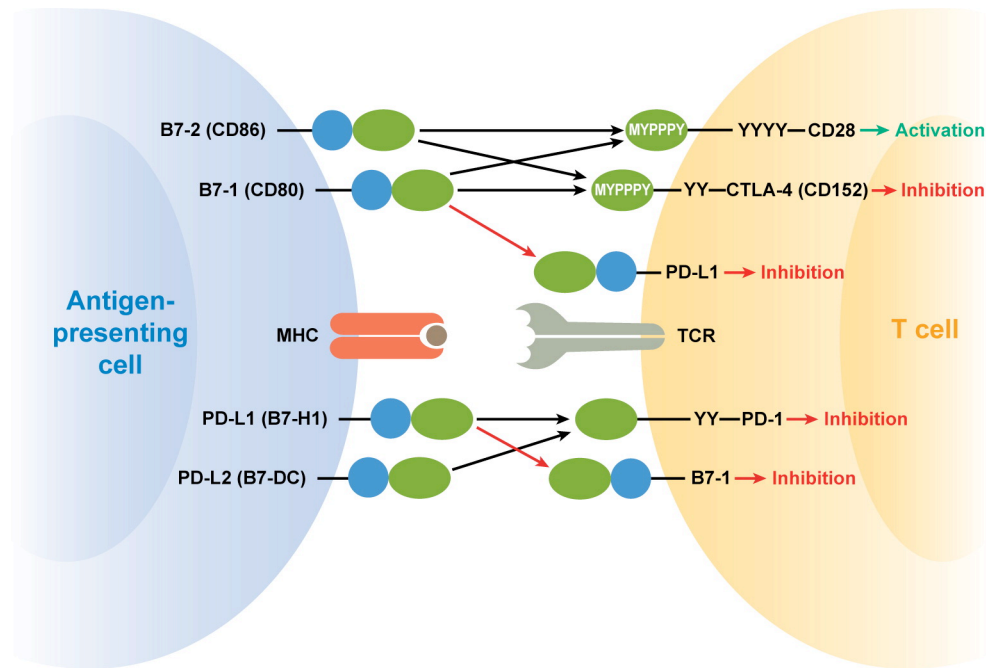 B7-2 (CD86)
MYPPPY
YYYY
CD28
Activation
B7-1 (CD80)
MYPPPY
YY
CTLA-4 (CD152)
Inhibition
PD-L1
Inhibition
Antigen-
presenting
cell
MHC
TCR
T cell
PD-L1 (B7-H1)
YY
PD-1
Inhibition
PD-L2 (B7-DC)
B7-1
Inhibition